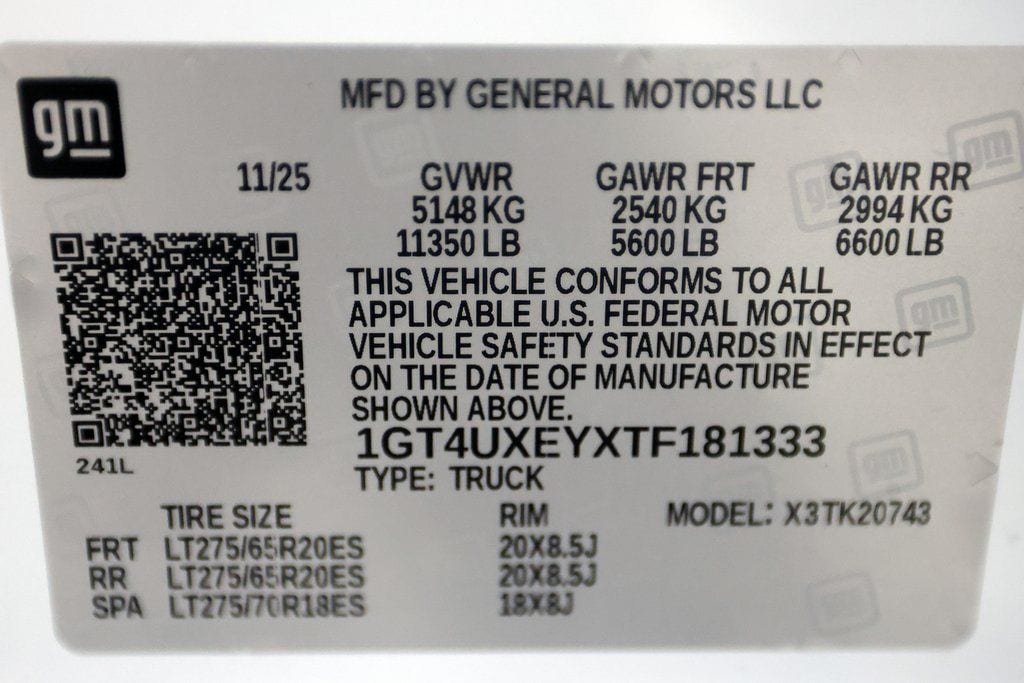 gm
MFD BY GENERAL MOTORS LLC
11/25 GVWR GAWR FRT GAWR RR
5148 KG 2540 KG 2994 KG
11350 LB 5600 LB 6600 LB
THIS VEHICLE CONFORMS TO ALL
APPLICABLE U.S. FEDERAL MOTOR
VEHICLE SAFETY STANDARDS IN EFFECT
ON THE DATE OF MANUFACTURE
SHOWN ABOVE.
1GT4UXEYXTF181333
241L
TYPE: TRUCK
TIRE SIZE RIM MODEL: X3TK20743
FRT LT275/65R20ES 20X8.5J
RR LT275/65R20ES 20X8.5J
SPA LT275/70R18ES 18X8J